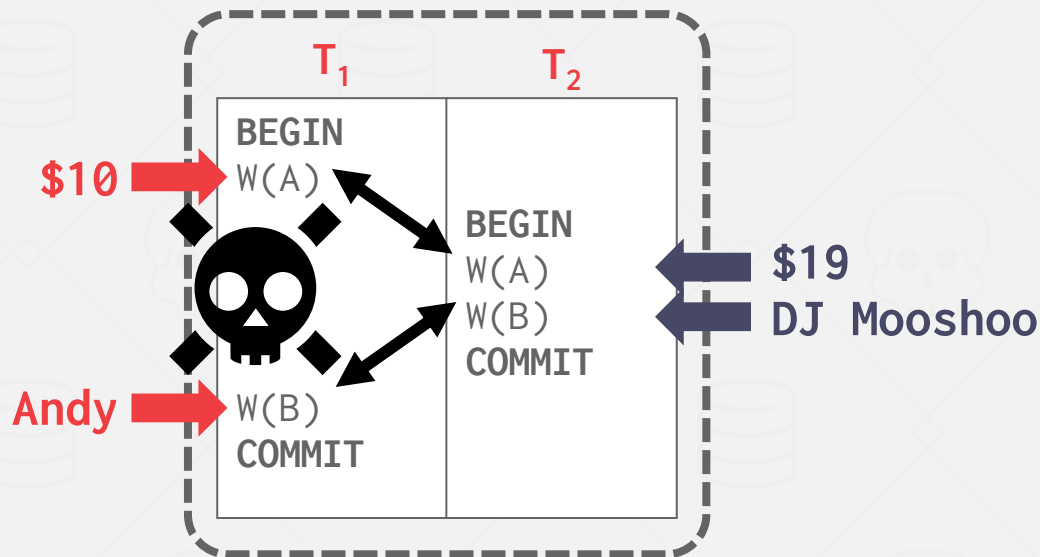 T₁
T₂
BEGIN
$10
W(A)
BEGIN
W(A)
$19
W(B)
DJ Mooshoo
COMMIT
Andy
W(B)
COMMIT